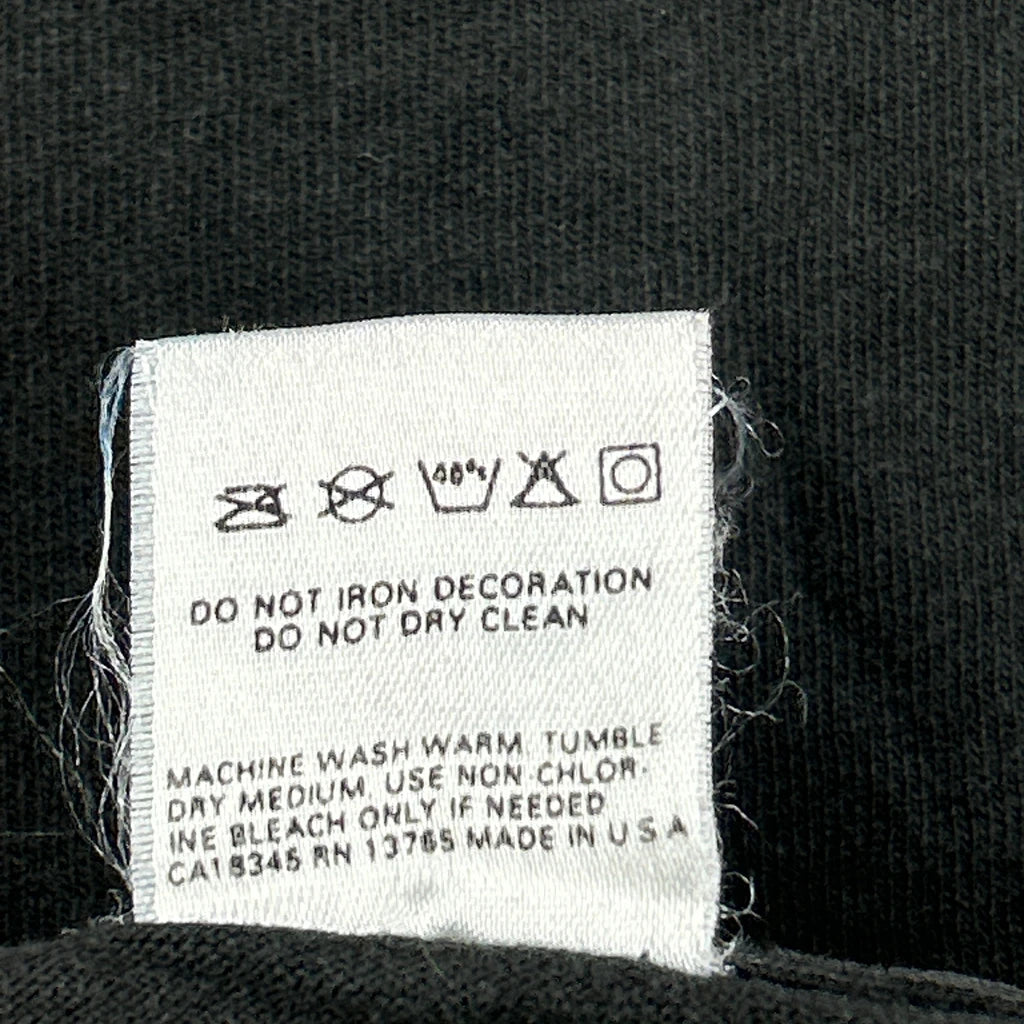 40°c
DO NOT IRON DECORATION
DO NOT DRY CLEAN
MACHINE WASH WARM. TUMBLE
DRY MEDIUM. USE NON-CHLOR-
INE BLEACH ONLY IF NEEDED
CA18345 RN 13765 MADE IN U S A